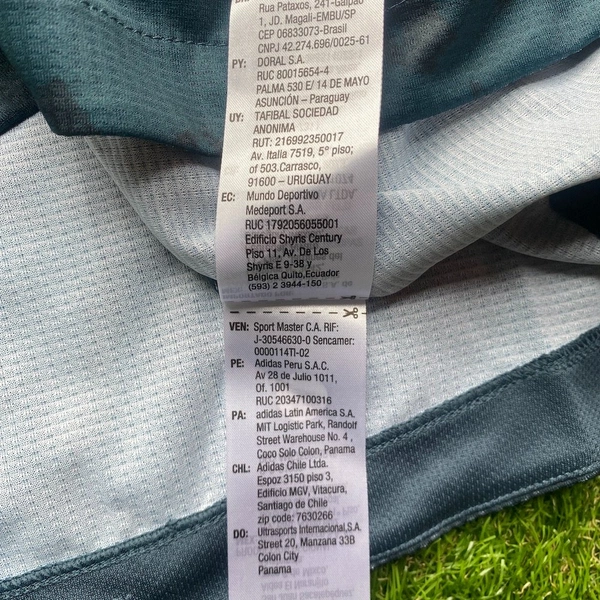 Rua Pataxos, 241-Galpão
1, JD. Magali-EMBU/SP
CEP 06833073-Brasil
CNPJ 42.274.696/0025-61
PY: DORAL S.A.
RUC 80015654-4
PALMA 530 E/ 14 DE MAYO
ASUNCIÓN – Paraguay
UY: TAFIBAL SOCIEDAD
ANONIMA
RUT: 216992350017
Av. Italia 7519, 5º piso;
of 503.Carrasco,
91600 – URUGUAY
EC: Mundo Deportivo
Medeport S.A.
RUC 1792056055001
Edificio Shyris Century
Piso 11, Av. De Los
Shyris E 9-38 y
Bélgica Quito,Ecuador
(593) 2 3944-150
VEN: Sport Master C.A. RIF:
J-30546630-0 Sencamer:
0000114TI-02
PE: Adidas Peru S.A.C.
Av 28 de Julio 1011,
Of. 1001
RUC 20347100316
PA: adidas Latin America S.A.
MIT Logistic Park, Randolf
Street Warehouse No. 4 ,
Coco Solo Colon, Panama
CHL: Adidas Chile Ltda.
Espoz 3150 piso 3,
Edificio MGV, Vitacura,
Santiago de Chile
zip code: 7630266
DO: Ultrasports Internacional,S.A.
Street 20, Manzana 33B
Colon City
Panama